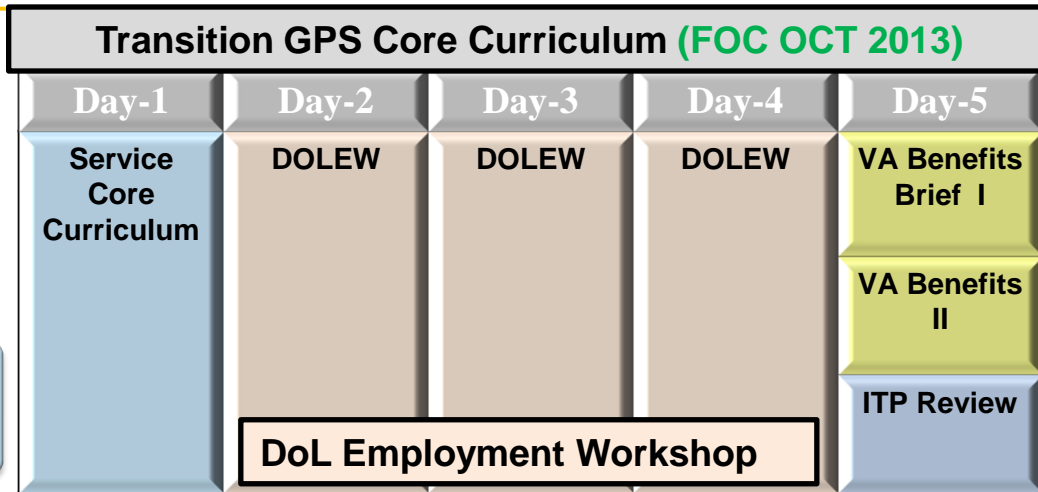 Transition GPS Core Curriculum (FOC OCT 2013)
Day-1 Day-2 Day-3 Day-4 Day-5
Service
Core
Curriculum
DOLEW
DOLEW
DOLEW
VA Benefits
Brief I
VA Benefits
II
ITP Review
DoL Employment Workshop